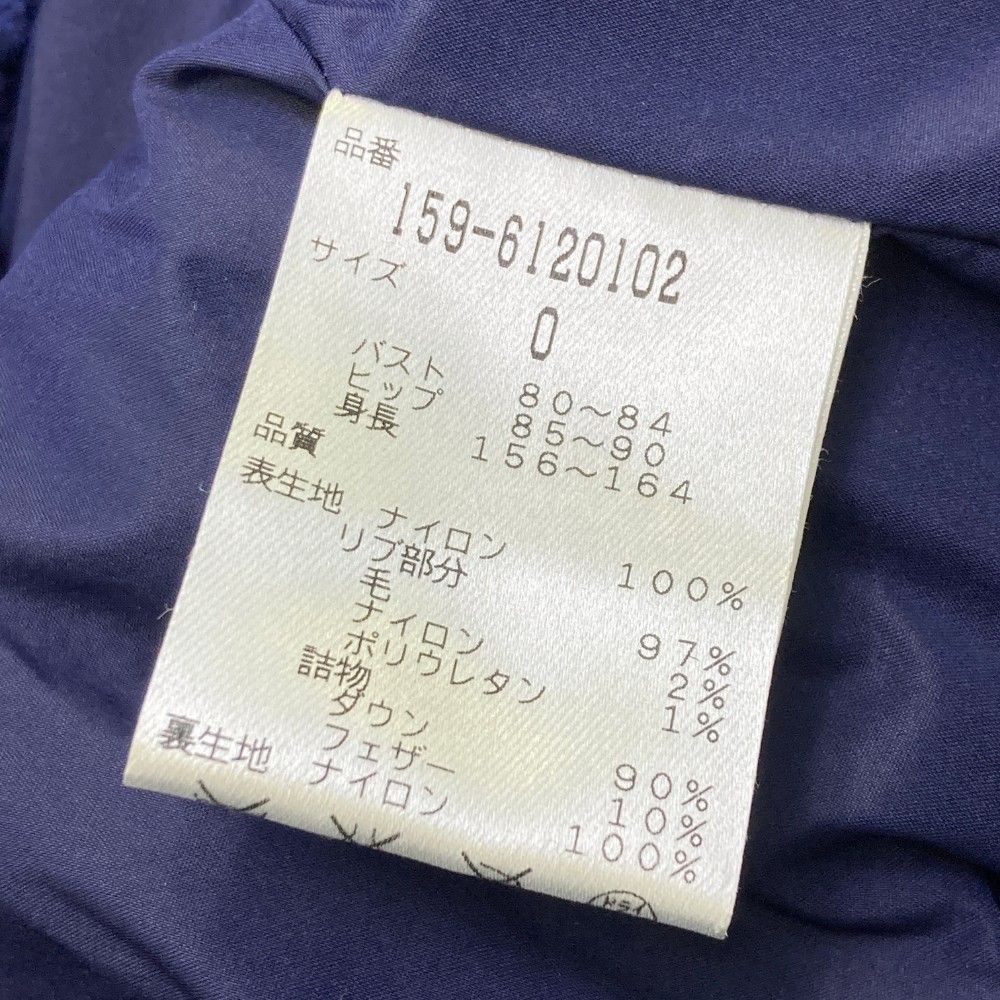 品番
159-6120102
サイズ
0
バスト 80～84
ヒップ 85～90
身長 156～164
品質
表生地 ナイロン 100%
リブ部分
毛 97%
ナイロン 2%
ポリウレタン 1%
詰物
ダウン 90%
フェザー 10%
裏生地 ナイロン 100%
ドライ